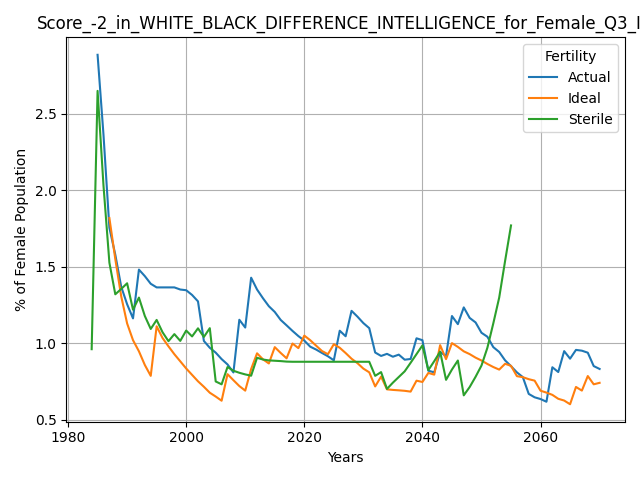 Score_-2_in_WHITE_BLACK_DIFFERENCE_INTELLIGENCE_for_Female_Q3_I
Fertility
Actual
Ideal
Sterile
% of Female Population
2.5
2.0
1.5
1.0
0.5
1980
2000
2020
2040
2060
Years